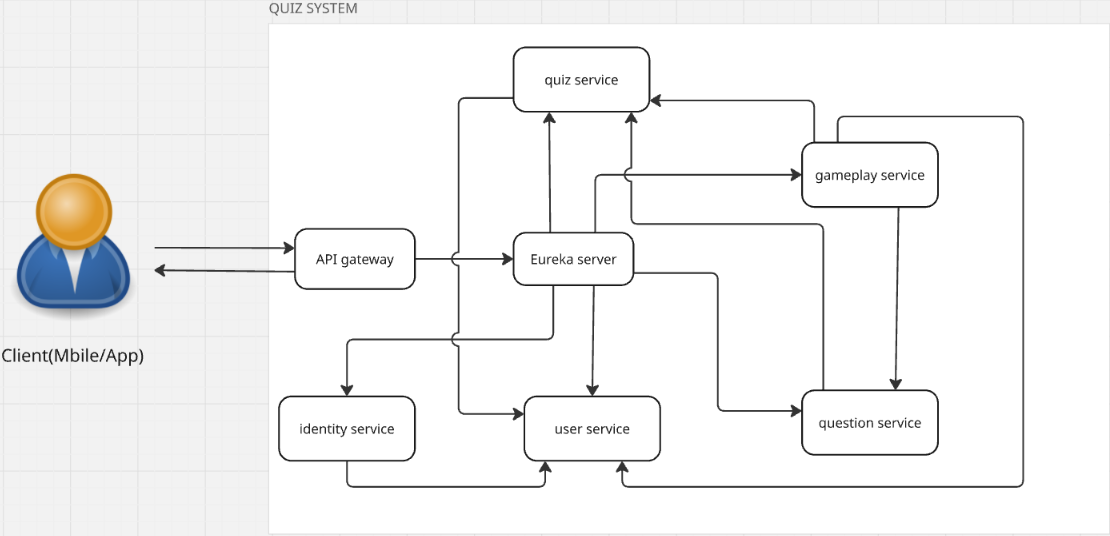 QUIZ SYSTEM
quiz service
gameplay service
API gateway
Eureka server
Client(Mbile/App)
identity service
user service
question service